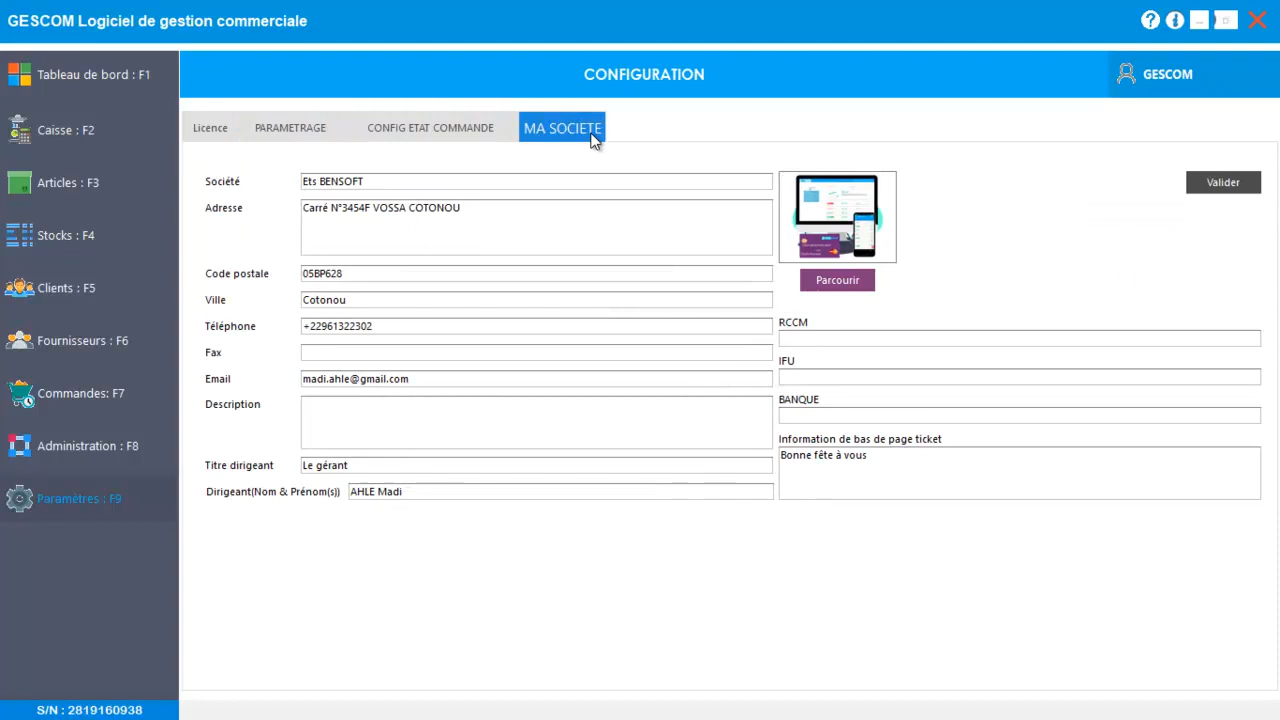 GESCOM Logiciel de gestion commerciale
Tableau de bord : F1
Caisse : F2
Articles : F3
Stocks : F4
Clients : F5
Fournisseurs : F6
Commandes: F7
Administration : F8
Paramètres : F9
S/N : 2819160938
CONFIGURATION
GESCOM
Licence
PARAMETRAGE
CONFIG ETAT COMMANDE
MA SOCIETE
Société
Ets BENSOFT
Adresse
Carré N°3454F VOSSA COTONOU
Code postale
05BP628
Ville
Cotonou
Téléphone
+22961322302
Fax
Email
madi.ahle@gmail.com
Description
Titre dirigeant
Le gérant
Dirigeant(Nom & Prénom(s))
AHLE Madi
Parcourir
Valider
RCCM
IFU
BANQUE
Information de bas de page ticket
Bonne fête à vous